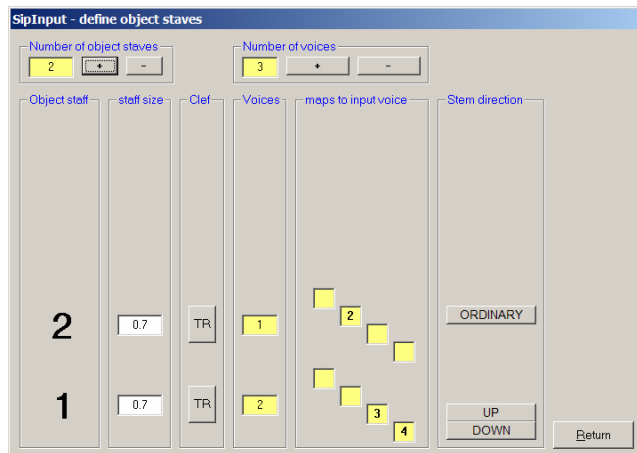 SipInput - define object staves
Number of object staves
2 + -
Number of voices
3 + -
Object staff staff size Clef Voices maps to input voice Stem direction
2 0.7 TR 1 2 ORDINARY
1 0.7 TR 2 3 4 UP
DOWN
Return